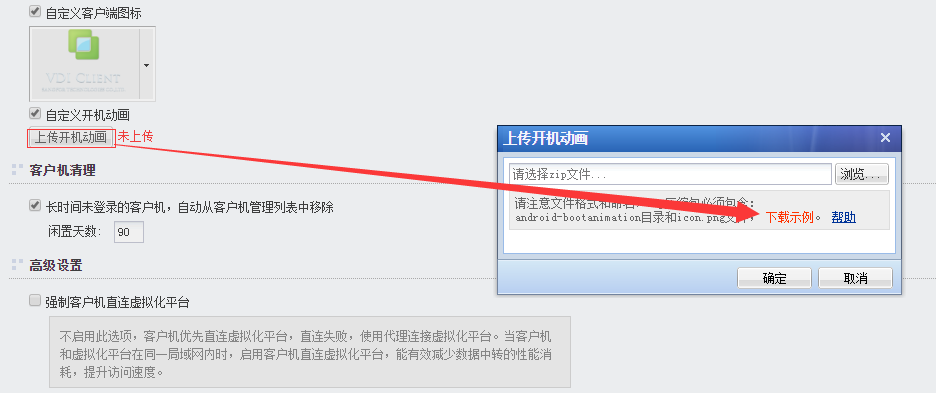 自定义客户端图标
VDI CLIENT
自定义开机动画
上传开机动画 未上传
客户机清理
长时间未登录的客户机，自动从客户机管理列表中移除
闲置天数： 90
高级设置
强制客户机直连虚拟化平台
不启用此选项，客户机优先直连虚拟化平台，直连失败，使用代理连接虚拟化平台。当客户机
和虚拟化平台在同一局域网内时，启用客户机直连虚拟化平台，能有效减少数据中转的性能消
耗，提升访问速度。
上传开机动画
请选择zip文件... 浏览...
请注意文件格式和命名，压缩包必须包含：
android-bootanimation目录和icon.png文件， 下载示例。 帮助
确定 取消